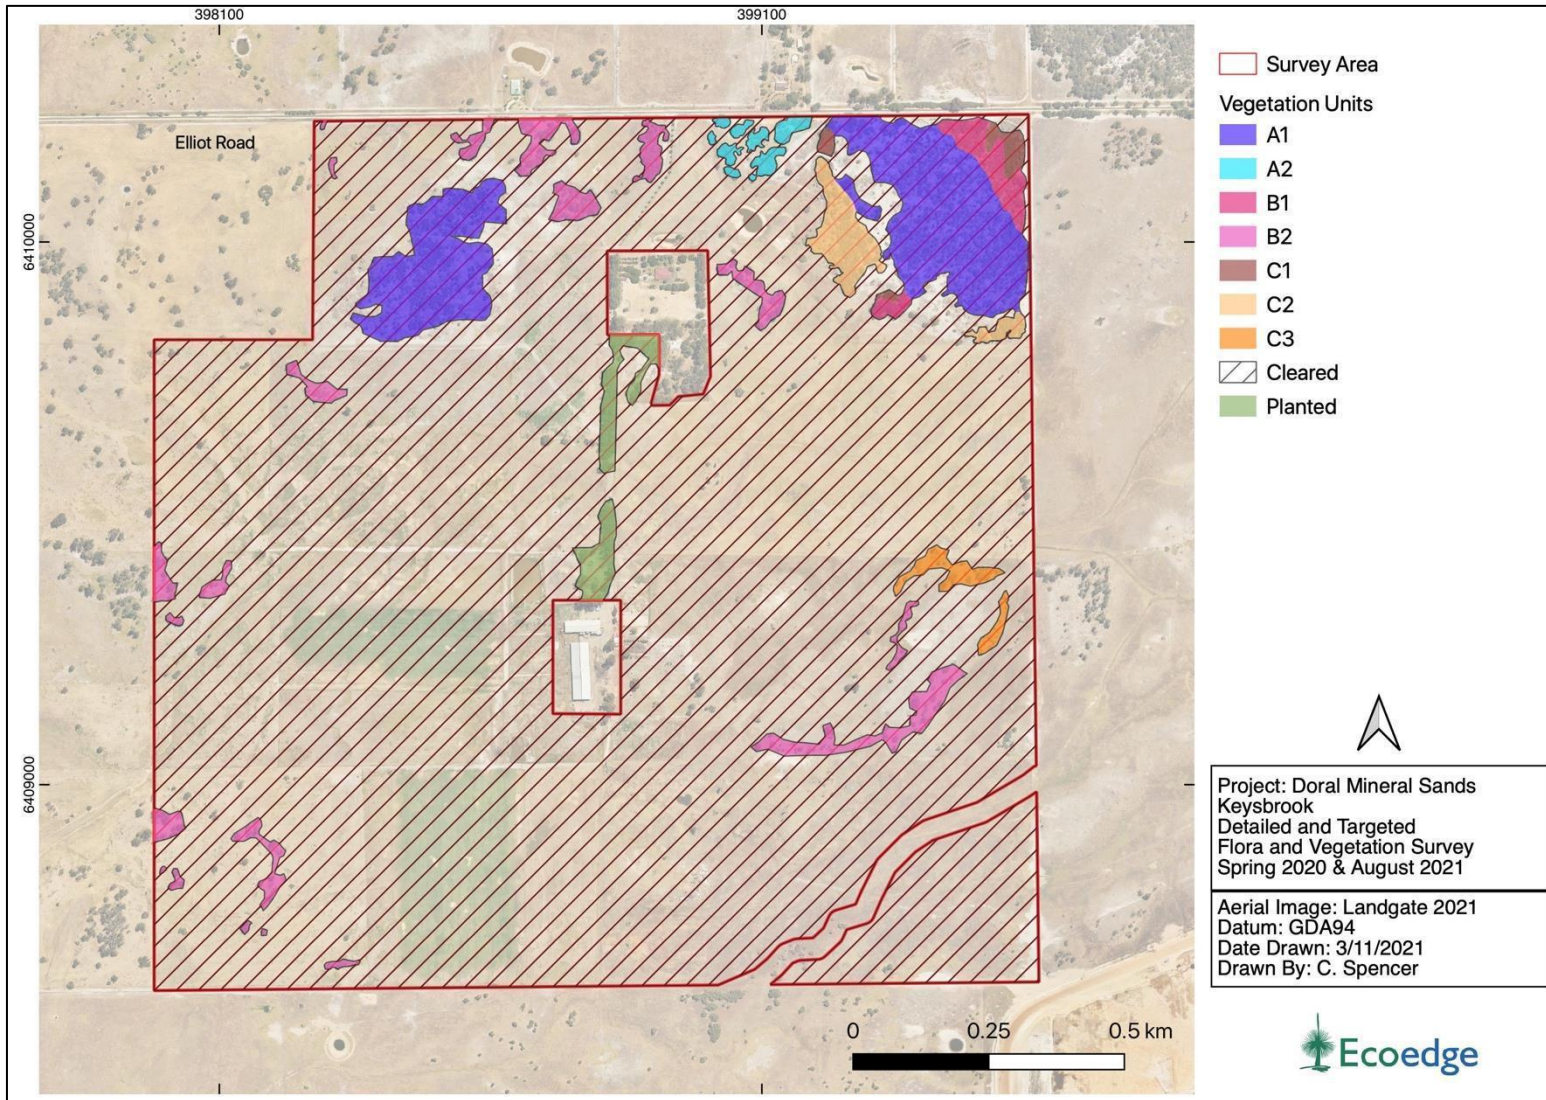 398100
399100
6410000
6409000
Elliot Road
Survey Area
Vegetation Units
A1
A2
B1
B2
C1
C2
C3
Cleared
Planted
Project: Doral Mineral Sands
Keysbrook
Detailed and Targeted
Flora and Vegetation Survey
Spring 2020 & August 2021
Aerial Image: Landgate 2021
Datum: GDA94
Date Drawn: 3/11/2021
Drawn By: C. Spencer
0 0.25 0.5 km
Ecoedge